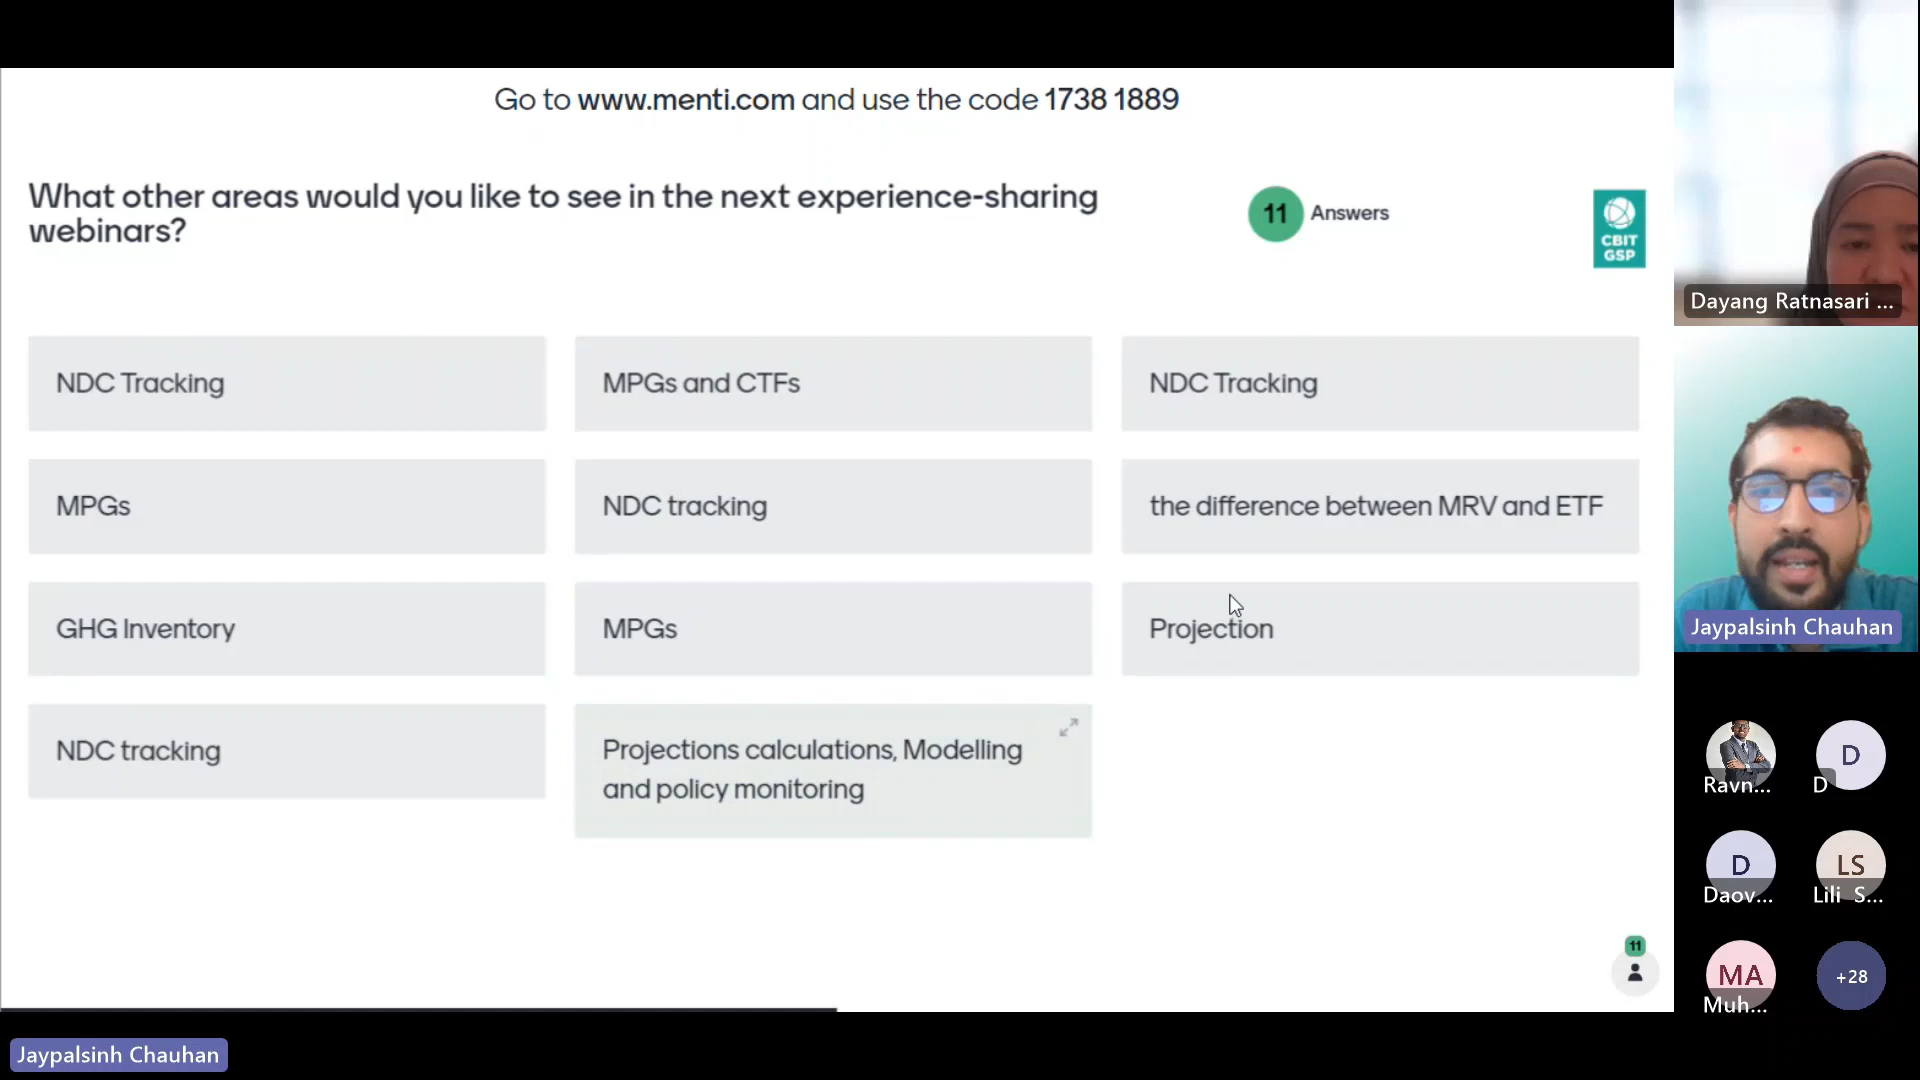 Go to www.menti.com and use the code 1738 1889
What other areas would you like to see in the next experience-sharing
webinars?
11 Answers
CBIT
GSP
NDC Tracking
MPGs and CTFs
NDC Tracking
MPGs
NDC tracking
the difference between MRV and ETF
GHG Inventory
MPGs
Projection
NDC tracking
Projections calculations, Modelling
and policy monitoring
11
Dayang Ratnasari ...
Jaypalsinh Chauhan
Ravn...
D
D
D
Daov...
LS
Lili S...
MA
Muh...
+28
Jaypalsinh Chauhan